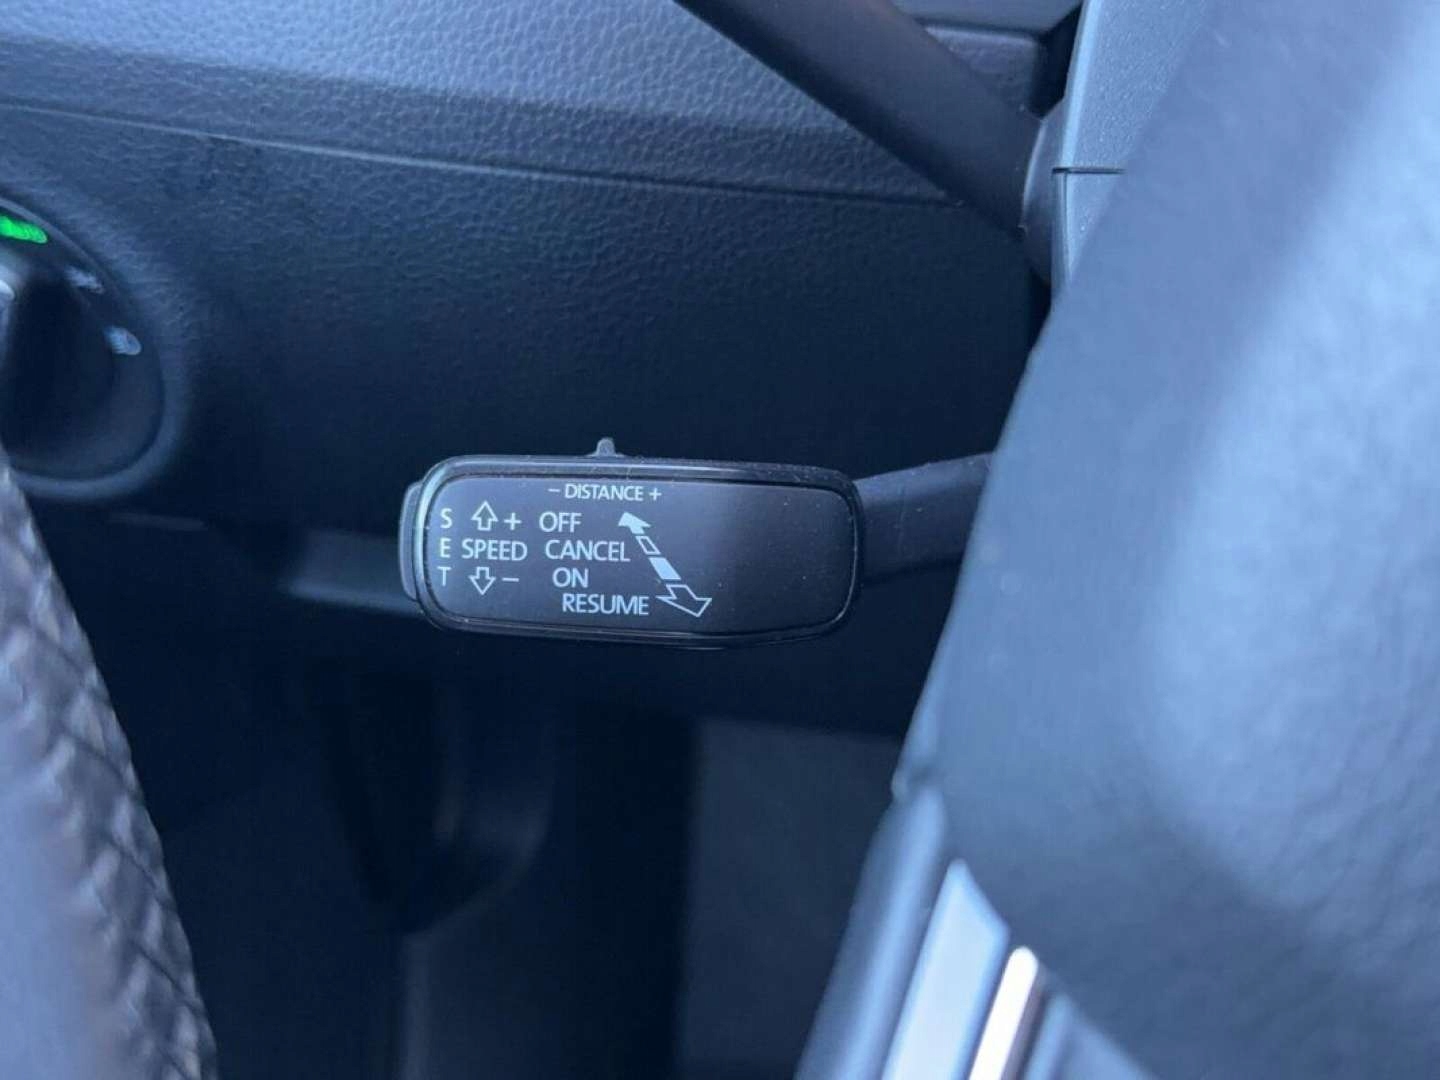 − DISTANCE +
S + OFF
E SPEED CANCEL
T − ON
RESUME